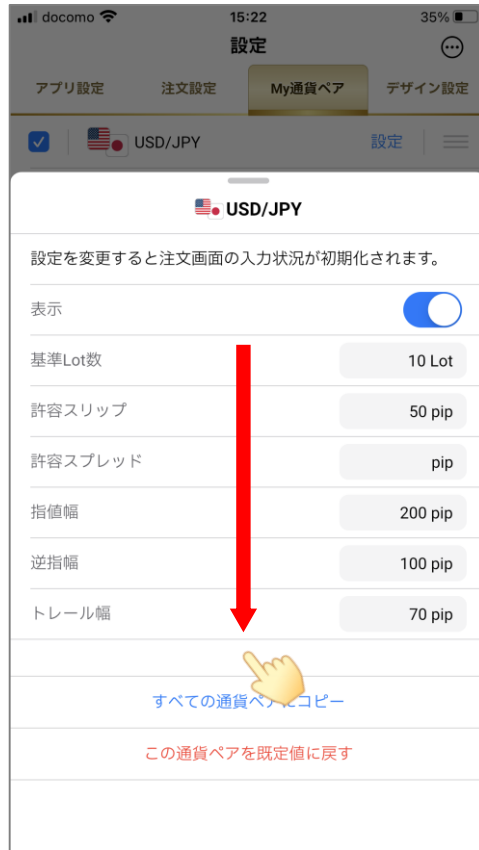 docomo 15:22 35%
設定
アプリ設定 注文設定 My通貨ペア デザイン設定
USD/JPY 設定
USD/JPY
設定を変更すると注文画面の入力状況が初期化されます。
表示
基準Lot数 10 Lot
許容スリップ 50 pip
許容スプレッド pip
指値幅 200 pip
逆指幅 100 pip
トレール幅 70 pip
すべての通貨ペアにコピー
この通貨ペアを既定値に戻す